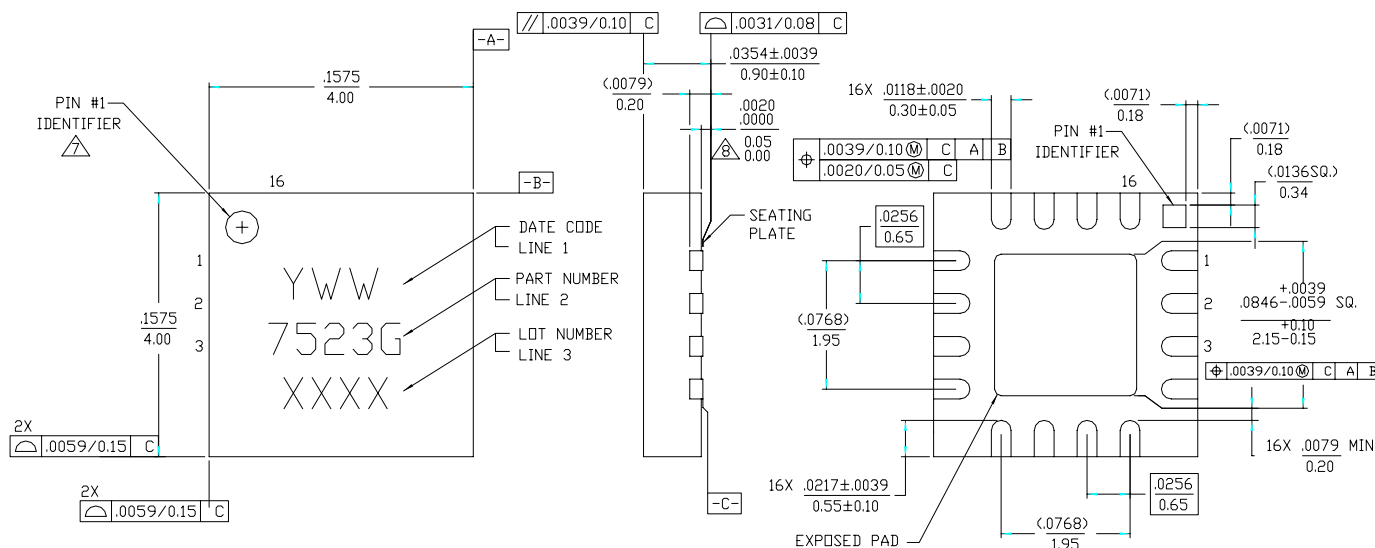 // .0039/0.10 C
⌓ .0031/0.08 C
-A-
.1575
4.00
.0354±.0039
0.90±0.10
(.0079)
0.20
.0020
.0000
0.05
0.00
8
PIN #1
IDENTIFIER
7
16
-B-
1
2
3
.1575
4.00
YWW
7523G
XXXX
DATE CODE
LINE 1
PART NUMBER
LINE 2
LOT NUMBER
LINE 3
2X
⌓ .0059/0.15 C
2X
⌓ .0059/0.15 C
SEATING
PLATE
-C-
16X .0118±.0020
0.30±0.05
⌖ .0039/0.10 Ⓜ C A B
.0020/0.05 Ⓜ C
(.0071)
0.18
PIN #1
IDENTIFIER
16
(.0071)
0.18
(.0136SQ.)
0.34
.0256
0.65
(.0768)
1.95
1
2
3
+.0039
.0846-.0059 SQ.
+0.10
2.15-0.15
⌖ .0039/0.10 Ⓜ C A B
16X .0079 MIN
0.20
16X .0217±.0039
0.55±0.10
.0256
0.65
(.0768)
1.95
EXPOSED PAD